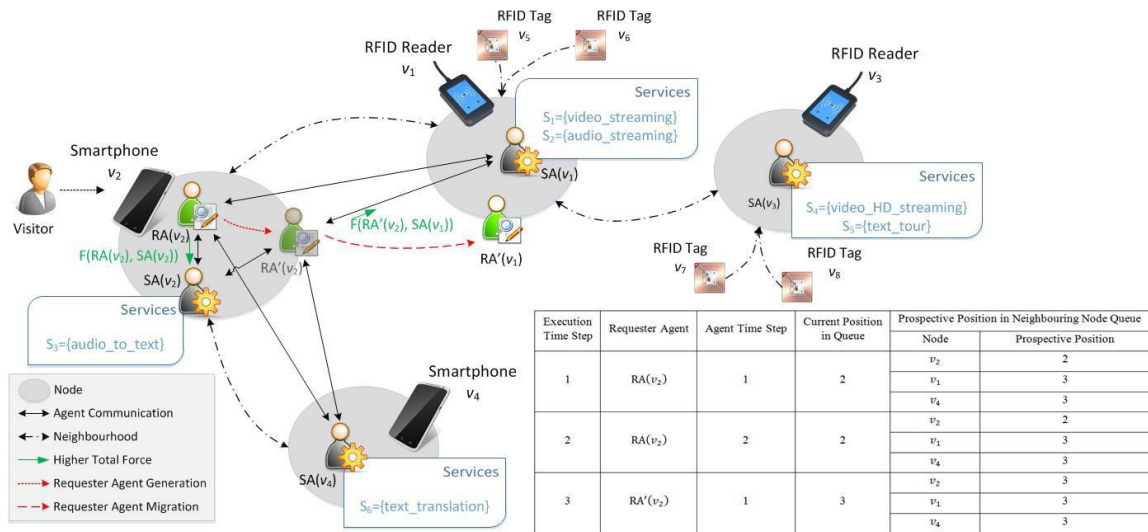 RFID Tag
v5
RFID Tag
v6
RFID Reader
v1
RFID Reader
v3
Services
S1={video_streaming}
S2={audio_streaming}
SA(v1)
Services
S4={video_HD_streaming}
S5={text_tour}
SA(v3)
Smartphone
v2
Visitor
RA(v2)
F(RA(v2), SA(v2))
SA(v2)
RA'(v2)
F(RA'(v2), SA(v1))
RA'(v1)
RFID Tag
v7
RFID Tag
v8
Services
S3={audio_to_text}
Smartphone
v4
SA(v4)
Services
S6={text_translation}
Node
Agent Communication
Neighbourhood
Higher Total Force
Requester Agent Generation
Requester Agent Migration
Execution Time Step | Requester Agent | Agent Time Step | Current Position in Queue | Prospective Position in Neighbouring Node Queue
Node | Prospective Position
1 | RA(v2) | 1 | 2 | v2 | 2
v1 | 3
v4 | 3
2 | RA(v2) | 2 | 2 | v2 | 2
v1 | 3
v4 | 3
3 | RA'(v2) | 1 | 3 | v2 | 3
v1 | 3
v4 | 3